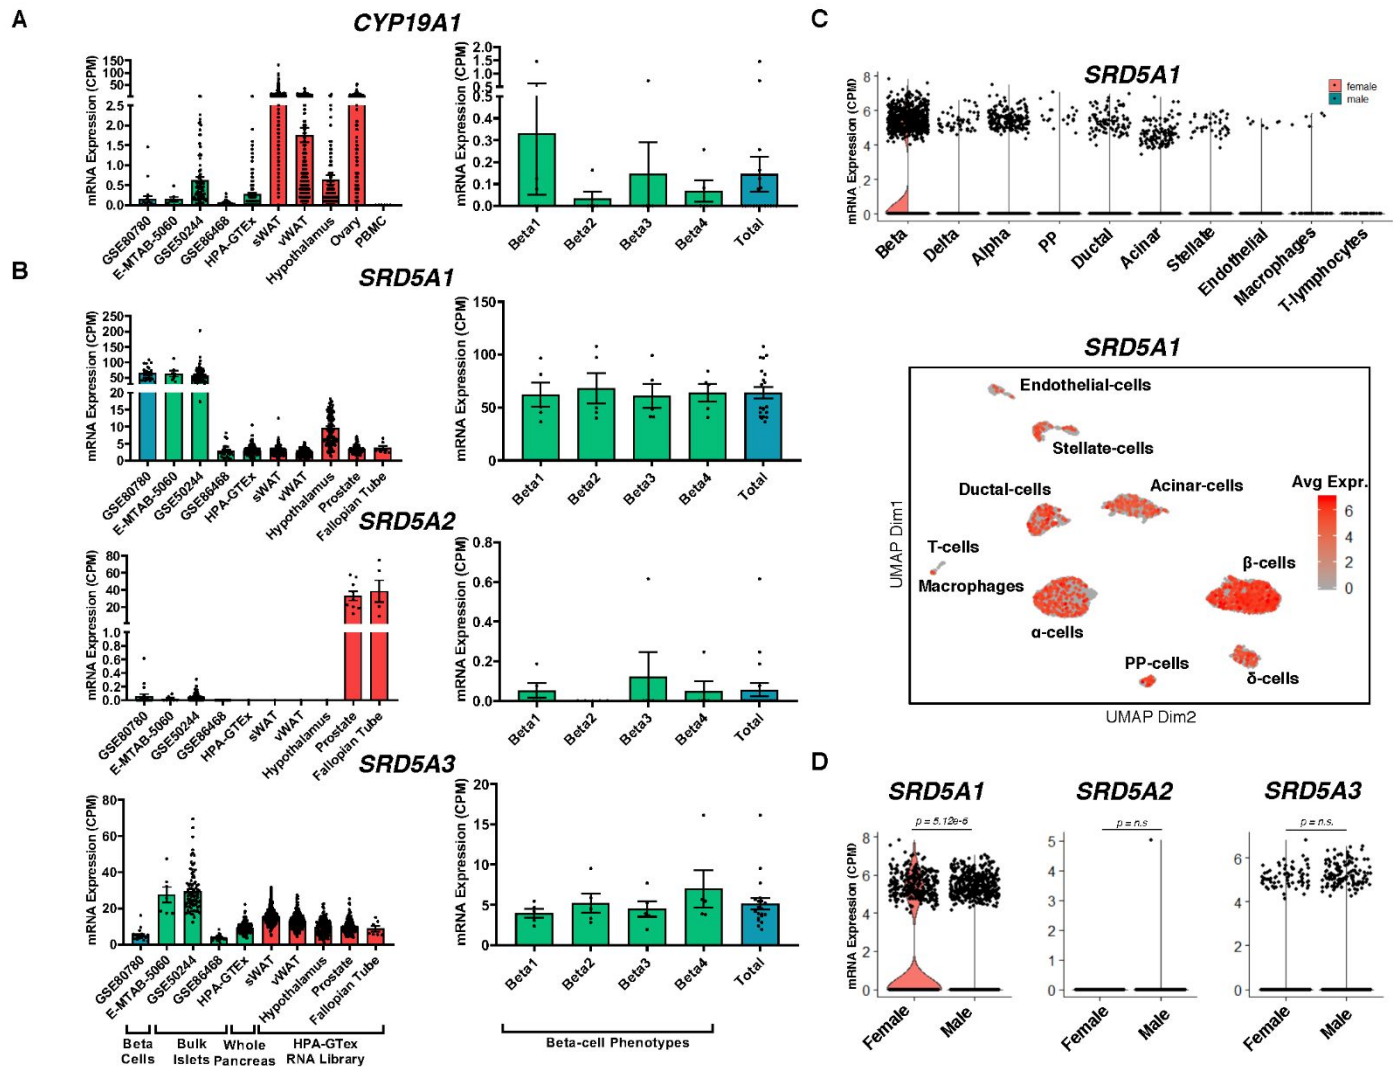 A
CYP19A1
mRNA Expression (CPM)
150
100
50
2.5
2.0
1.5
1.0
0.5
0.0
GSE80780
E-MTAB-5060
GSE50244
GSE86468
HPA-GTEx
sWAT
vWAT
Hypothalamus
Ovary
PBMC
mRNA Expression (CPM)
2.0
1.5
1.0
0.5
0.5
0.4
0.3
0.2
0.1
0.0
Beta1
Beta2
Beta3
Beta4
Total
B
SRD5A1
mRNA Expression (CPM)
250
200
150
100
50
20
15
10
5
0
GSE80780
E-MTAB-5060
GSE50244
GSE86468
HPA-GTEx
sWAT
vWAT
Hypothalamus
Prostate
Fallopian Tube
mRNA Expression (CPM)
150
100
50
0
Beta1
Beta2
Beta3
Beta4
Total
SRD5A2
mRNA Expression (CPM)
80
60
40
20
1.0
0.8
0.6
0.4
0.2
0.0
GSE80780
E-MTAB-5060
GSE50244
GSE86468
HPA-GTEx
sWAT
vWAT
Hypothalamus
Prostate
Fallopian Tube
mRNA Expression (CPM)
0.8
0.6
0.4
0.2
0.0
Beta1
Beta2
Beta3
Beta4
Total
SRD5A3
mRNA Expression (CPM)
80
60
40
20
0
GSE80780
E-MTAB-5060
GSE50244
GSE86468
HPA-GTEx
sWAT
vWAT
Hypothalamus
Prostate
Fallopian Tube
Beta
Cells
Bulk
Islets
Whole
Pancreas
HPA-GTex
RNA Library
mRNA Expression (CPM)
20
15
10
5
0
Beta1
Beta2
Beta3
Beta4
Total
Beta-cell Phenotypes
C
SRD5A1
female
male
mRNA Expression (CPM)
8
6
4
2
0
Beta
Delta
Alpha
PP
Ductal
Acinar
Stellate
Endothelial
Macrophages
T-lymphocytes
SRD5A1
Endothelial-cells
Stellate-cells
Ductal-cells
Acinar-cells
Avg Expr.
6
4
2
0
T-cells
Macrophages
β-cells
α-cells
PP-cells
δ-cells
UMAP Dim1
UMAP Dim2
D
SRD5A1
p = 5.12e-6
mRNA Expression (CPM)
8
6
4
2
0
Female
Male
SRD5A2
p = n.s
5
4
3
2
1
0
Female
Male
SRD5A3
p = n.s.
6
4
2
0
Female
Male